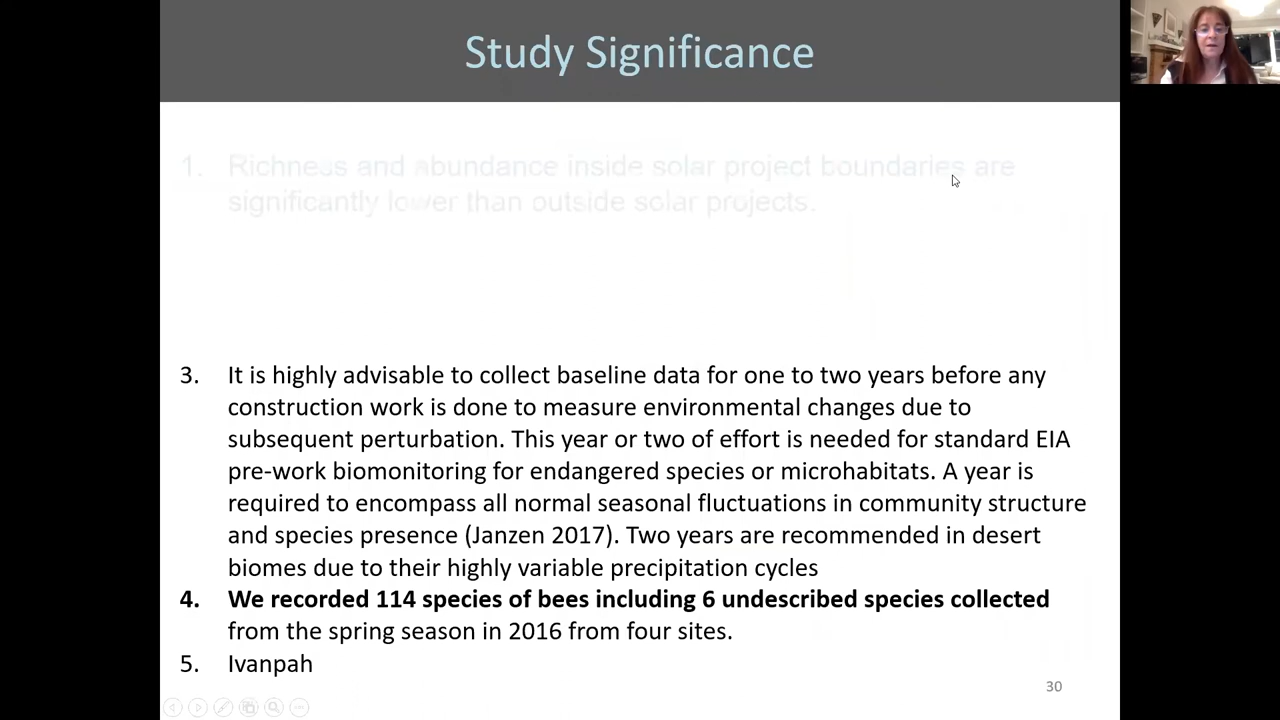 Study Significance
1. Richness and abundance inside solar project boundaries are
significantly lower than outside solar projects.
3. It is highly advisable to collect baseline data for one to two years before any
construction work is done to measure environmental changes due to
subsequent perturbation. This year or two of effort is needed for standard EIA
pre-work biomonitoring for endangered species or microhabitats. A year is
required to encompass all normal seasonal fluctuations in community structure
and species presence (Janzen 2017). Two years are recommended in desert
biomes due to their highly variable precipitation cycles
4. We recorded 114 species of bees including 6 undescribed species collected
from the spring season in 2016 from four sites.
5. Ivanpah
30